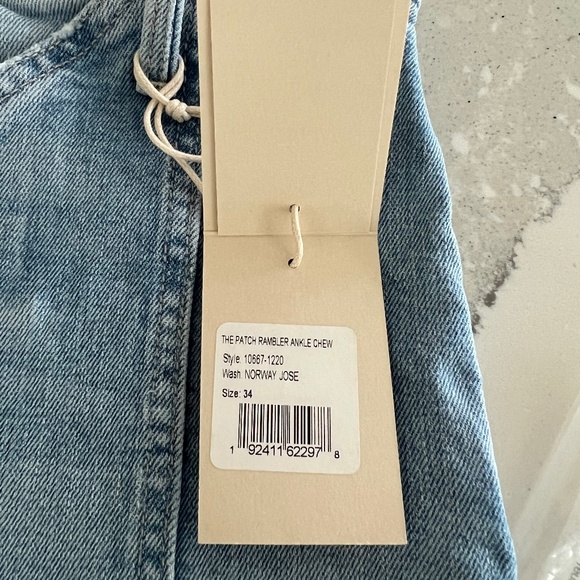 THE PATCH RAMBLER ANKLE CHEW
Style: 10667-1220
Wash: NORWAY JOSE
Size: 34
1 92411 62297 8